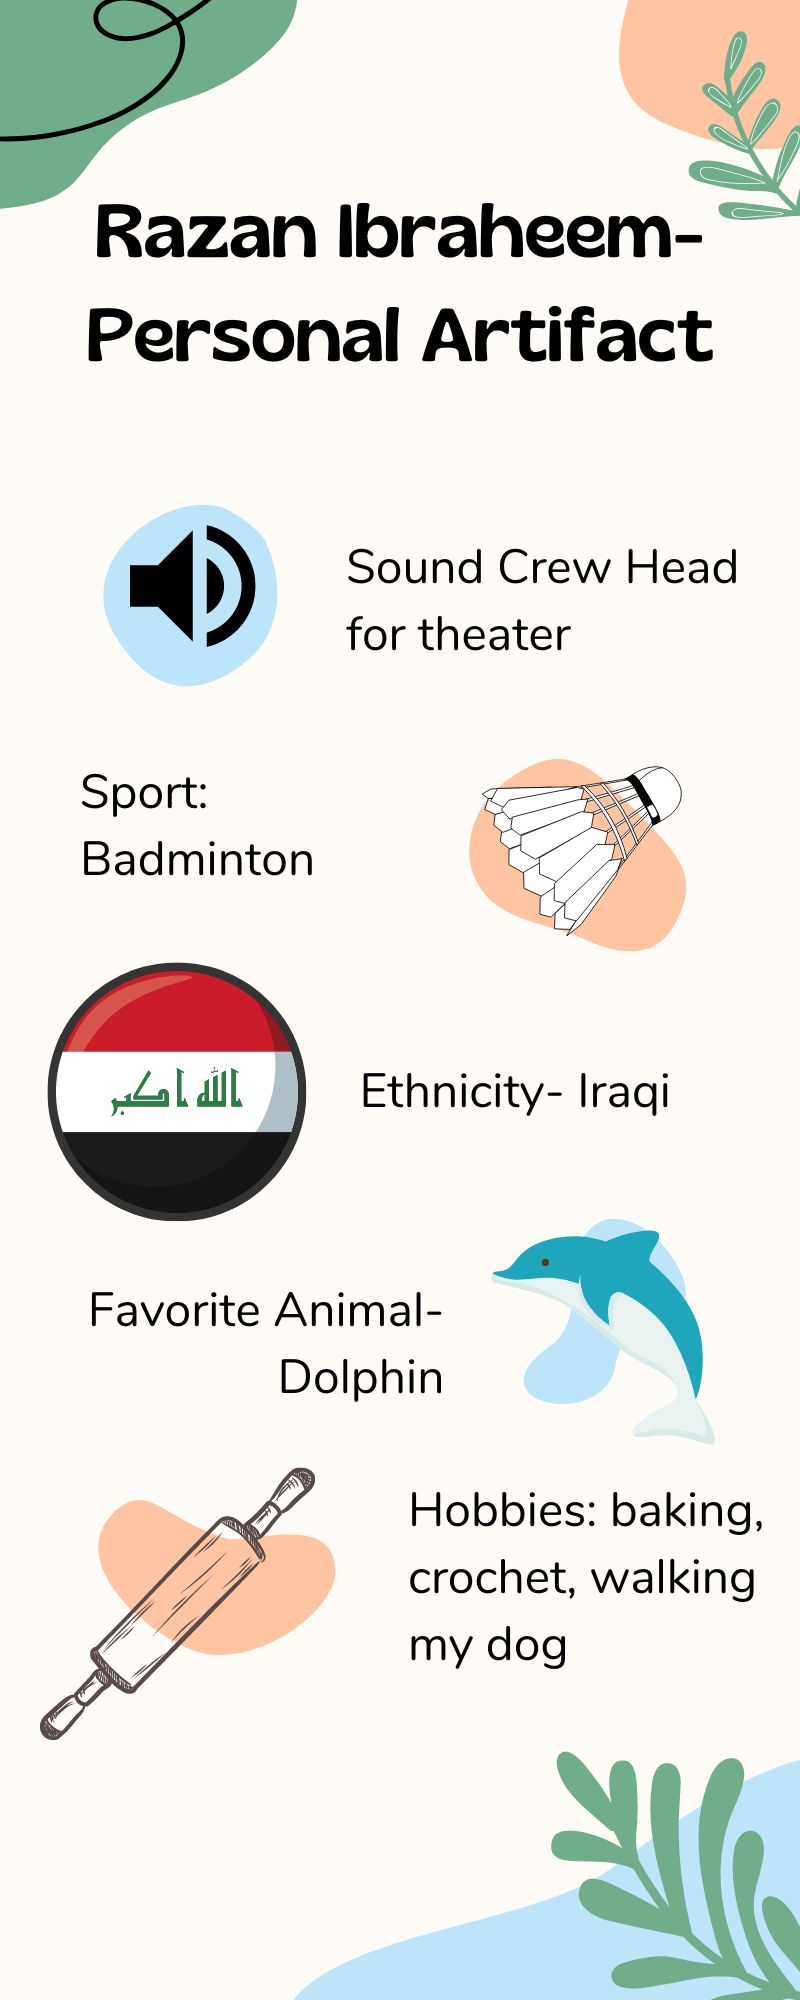 Razan Ibraheem-
Personal Artifact
Sound Crew Head
for theater
Sport:
Badminton
الله اكبر
Ethnicity- Iraqi
Favorite Animal-
Dolphin
Hobbies: baking,
crochet, walking
my dog